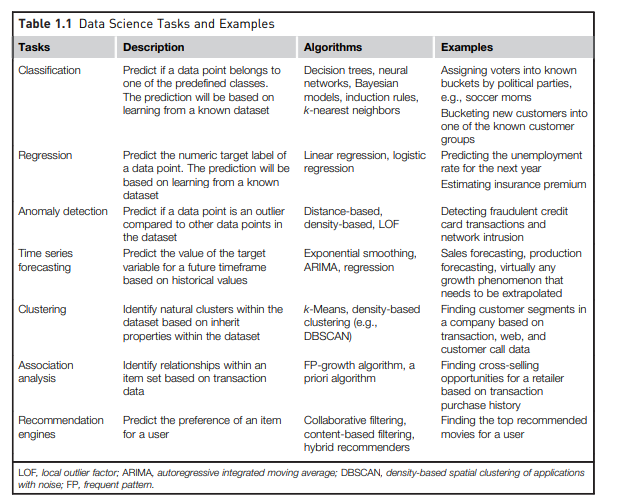 Table 1.1 Data Science Tasks and Examples
Tasks Description Algorithms Examples
Classification Predict if a data point belongs to Decision trees, neural Assigning voters into known
one of the predefined classes. networks, Bayesian buckets by political parties,
The prediction will be based on models, induction rules, e.g., soccer moms
learning from a known dataset k-nearest neighbors Bucketing new customers into
one of the known customer
groups
Regression Predict the numeric target label of Linear regression, logistic Predicting the unemployment
a data point. The prediction will be regression rate for the next year
based on learning from a known Estimating insurance premium
dataset
Anomaly detection Predict if a data point is an outlier Distance-based, Detecting fraudulent credit
compared to other data points in density-based, LOF card transactions and
the dataset network intrusion
Time series Predict the value of the target Exponential smoothing, Sales forecasting, production
forecasting variable for a future timeframe ARIMA, regression forecasting, virtually any
based on historical values growth phenomenon that
needs to be extrapolated
Clustering Identify natural clusters within the k-Means, density-based Finding customer segments in
dataset based on inherit clustering (e.g., a company based on
properties within the dataset DBSCAN) transaction, web, and
customer call data
Association Identify relationships within an FP-growth algorithm, a Finding cross-selling
analysis item set based on transaction priori algorithm opportunities for a retailer
data based on transaction
purchase history
Recommendation Predict the preference of an item Collaborative filtering, Finding the top recommended
engines for a user content-based filtering, movies for a user
hybrid recommenders
LOF, local outlier factor; ARIMA, autoregressive integrated moving average; DBSCAN, density-based spatial clustering of applications
with noise; FP, frequent pattern.